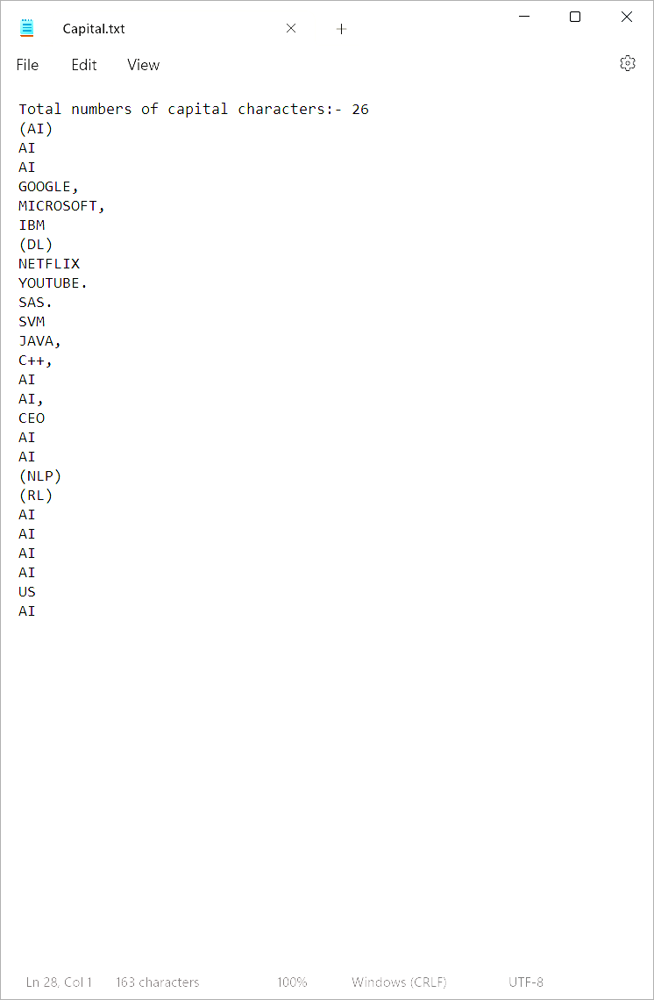 Capital.txt
File Edit View
Total numbers of capital characters:- 26
(AI)
AI
AI
GOOGLE,
MICROSOFT,
IBM
(DL)
NETFLIX
YOUTUBE.
SAS.
SVM
JAVA,
C++,
AI
AI,
CEO
AI
AI
(NLP)
(RL)
AI
AI
AI
AI
US
AI
Ln 28, Col 1 163 characters 100% Windows (CRLF) UTF-8